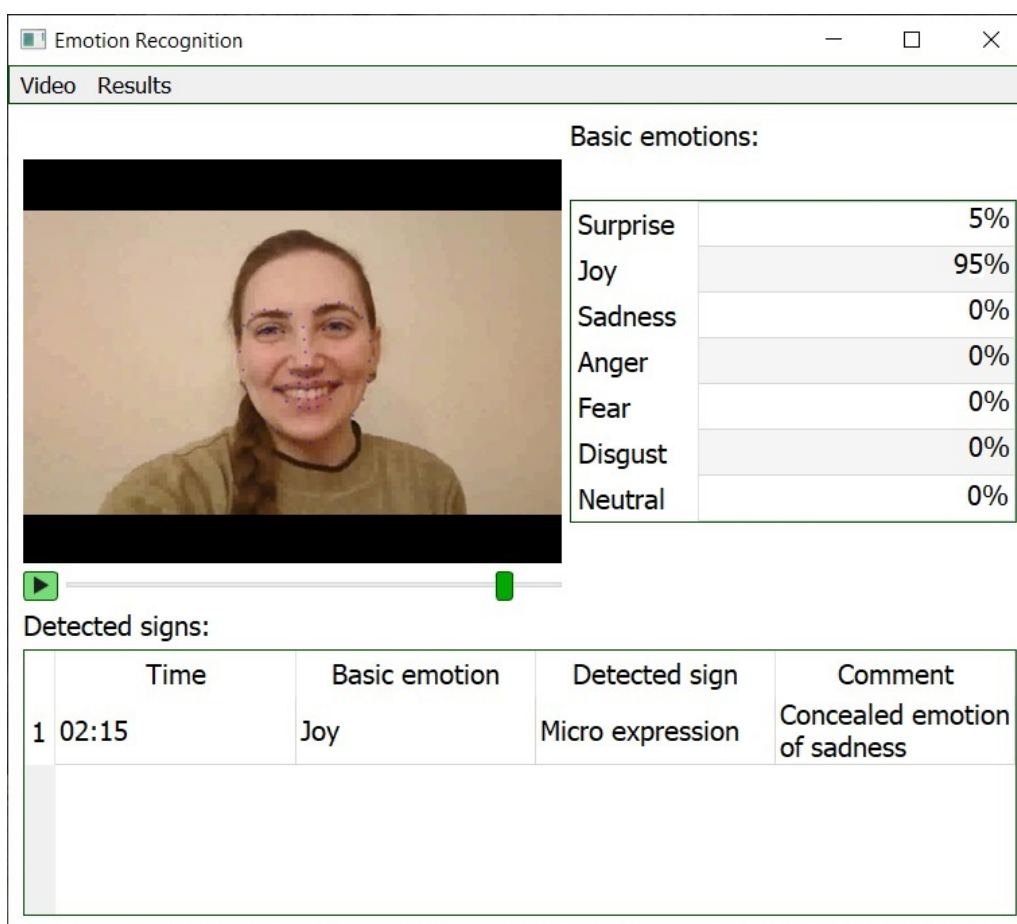 Emotion Recognition
Video Results
Basic emotions:
Surprise 5%
Joy 95%
Sadness 0%
Anger 0%
Fear 0%
Disgust 0%
Neutral 0%
Detected signs:
Time Basic emotion Detected sign Comment
1 02:15 Joy Micro expression Concealed emotion
of sadness